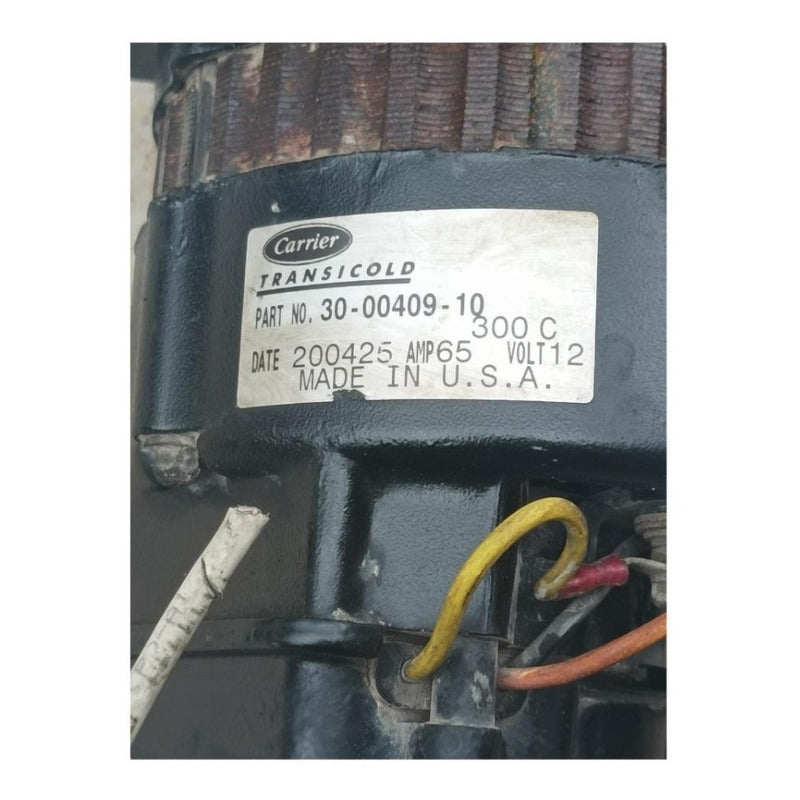 Carrier
TRANSICOLD
PART NO. 30-00409-10
300 C
DATE 200425 AMP65 VOLT12
MADE IN U.S.A.